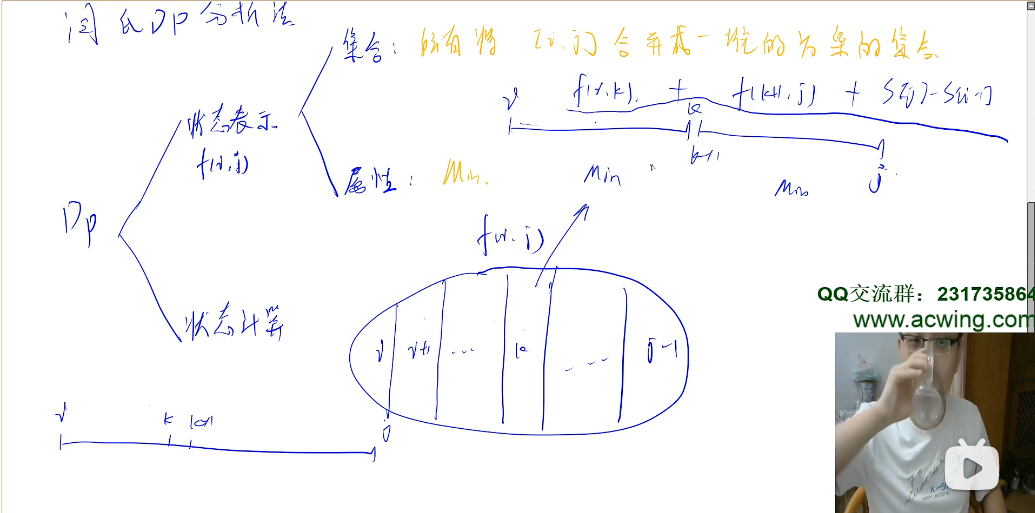 闫氏DP分析法
集合：所有将[i,j]合并成一堆的方案的集合
f(i,k) + f(k+1,j) + S[j]-S[i-1]
i k
k+1 j
状态表示
f(i,j)
属性：Min.
Min
Min
DP
f(i,j)
状态计算
i i+1 ... k ... j-1
i k k+1 j
QQ交流群：231735864
www.acwing.com